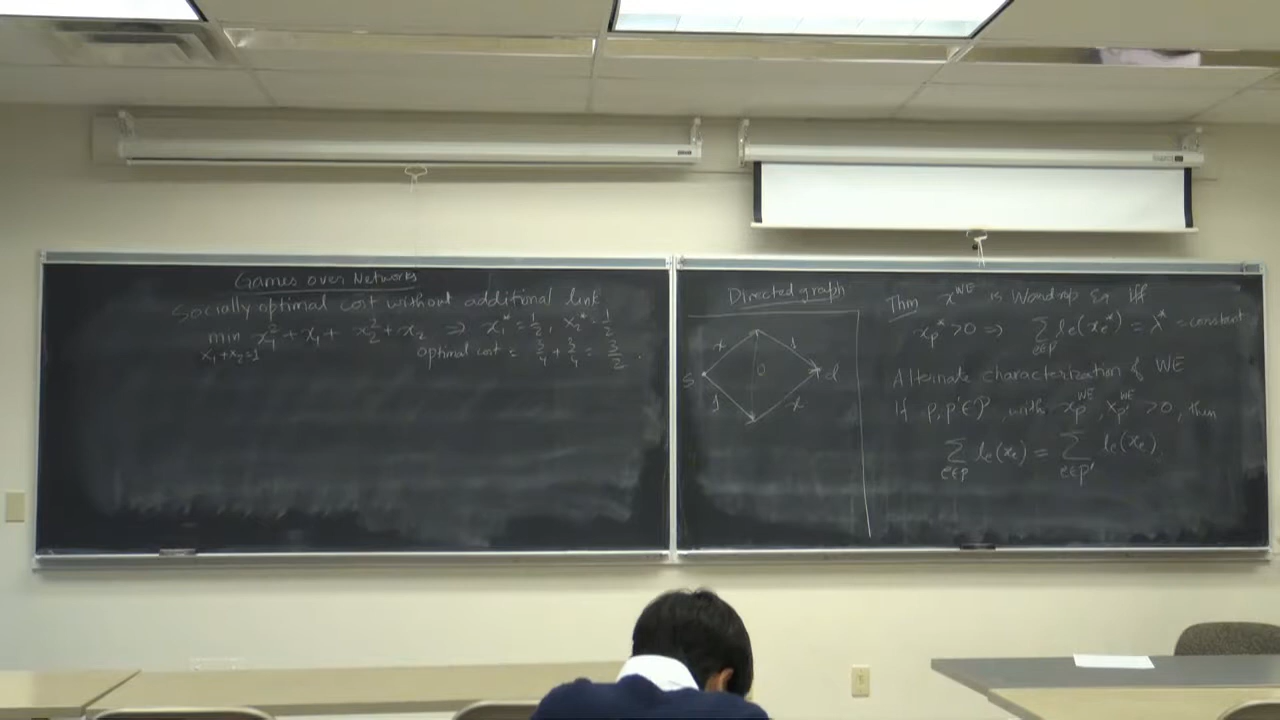 Games over Networks
Socially optimal cost without additional link
min x₁² + x₁ + x₂² + x₂ ⇒ x₁* = 1/2, x₂* = 1/2
x₁+x₂=1
optimal cost = 3/4 + 3/4 = 3/2.
Directed graph
x 1
S 0 d
1 x
Thm x^WE is Wardrop Eq iff
x_p* > 0 ⇒ ∑_{e∈p} l_e(x_e*) = λ* = constant
Alternate characterization of WE
If p, p' ∈ P with x_p^WE, x_p'^WE > 0, then
∑_{e∈p} l_e(x_e) = ∑_{e∈p'} l_e(x_e).